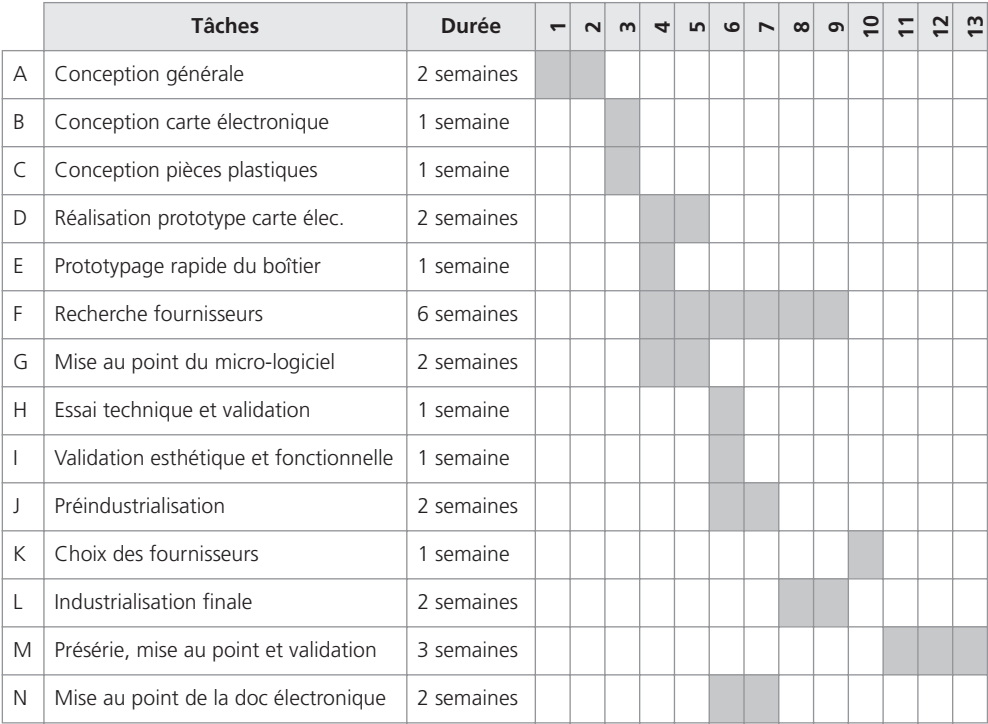 Tâches Durée 1 2 3 4 5 6 7 8 9 10 11 12 13
A Conception générale 2 semaines
B Conception carte électronique 1 semaine
C Conception pièces plastiques 1 semaine
D Réalisation prototype carte élec. 2 semaines
E Prototypage rapide du boîtier 1 semaine
F Recherche fournisseurs 6 semaines
G Mise au point du micro-logiciel 2 semaines
H Essai technique et validation 1 semaine
I Validation esthétique et fonctionnelle 1 semaine
J Préindustrialisation 2 semaines
K Choix des fournisseurs 1 semaine
L Industrialisation finale 2 semaines
M Présérie, mise au point et validation 3 semaines
N Mise au point de la doc électronique 2 semaines